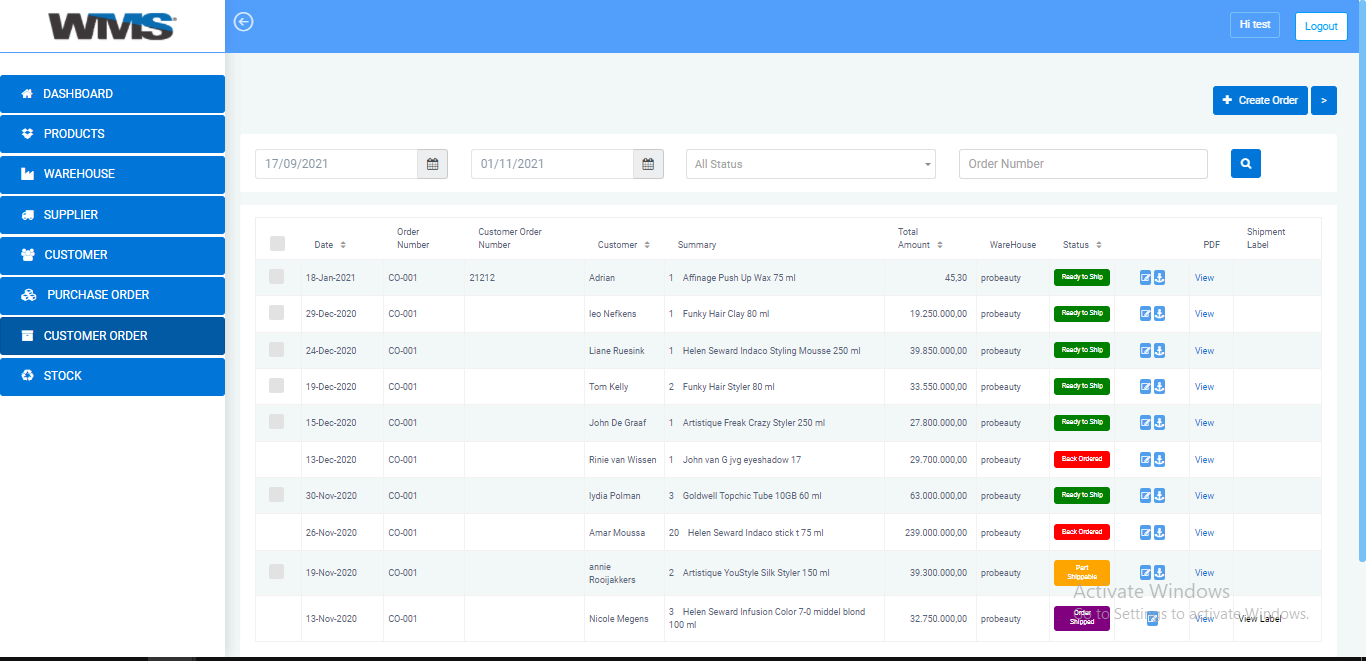 WMS
Hi test
Logout
DASHBOARD
PRODUCTS
WAREHOUSE
SUPPLIER
CUSTOMER
PURCHASE ORDER
CUSTOMER ORDER
STOCK
+ Create Order
>
17/09/2021
01/11/2021
All Status
Order Number
Date
Order
Number
Customer Order
Number
Customer
Summary
Total
Amount
WareHouse
Status
PDF
Shipment
Label
18-Jan-2021 CO-001 21212 Adrian 1 Affinage Push Up Wax 75 ml 45,30 probeauty Ready to Ship View
29-Dec-2020 CO-001 leo Nefkens 1 Funky Hair Clay 80 ml 19.250.000,00 probeauty Ready to Ship View
24-Dec-2020 CO-001 Liane Ruesink 1 Helen Seward Indaco Styling Mousse 250 ml 39.850.000,00 probeauty Ready to Ship View
19-Dec-2020 CO-001 Tom Kelly 2 Funky Hair Styler 80 ml 33.550.000,00 probeauty Ready to Ship View
15-Dec-2020 CO-001 John De Graaf 1 Artistique Freak Crazy Styler 250 ml 27.800.000,00 probeauty Ready to Ship View
13-Dec-2020 CO-001 Rinie van Wissen 1 John van G jvg eyeshadow 17 29.700.000,00 probeauty Back Ordered View
30-Nov-2020 CO-001 lydia Polman 3 Goldwell Topchic Tube 10GB 60 ml 63.000.000,00 probeauty Ready to Ship View
26-Nov-2020 CO-001 Amar Moussa 20 Helen Seward Indaco stick t 75 ml 239.000.000,00 probeauty Back Ordered View
19-Nov-2020 CO-001 annie
Rooijakkers 2 Artistique YouStyle Silk Styler 150 ml 39.300.000,00 probeauty Part
Shippable View
13-Nov-2020 CO-001 Nicole Megens 3 Helen Seward Infusion Color 7-0 middel blond
100 ml 32.750.000,00 probeauty Order
Shipped View View Label
Activate Windows
Go to Settings to activate Windows.